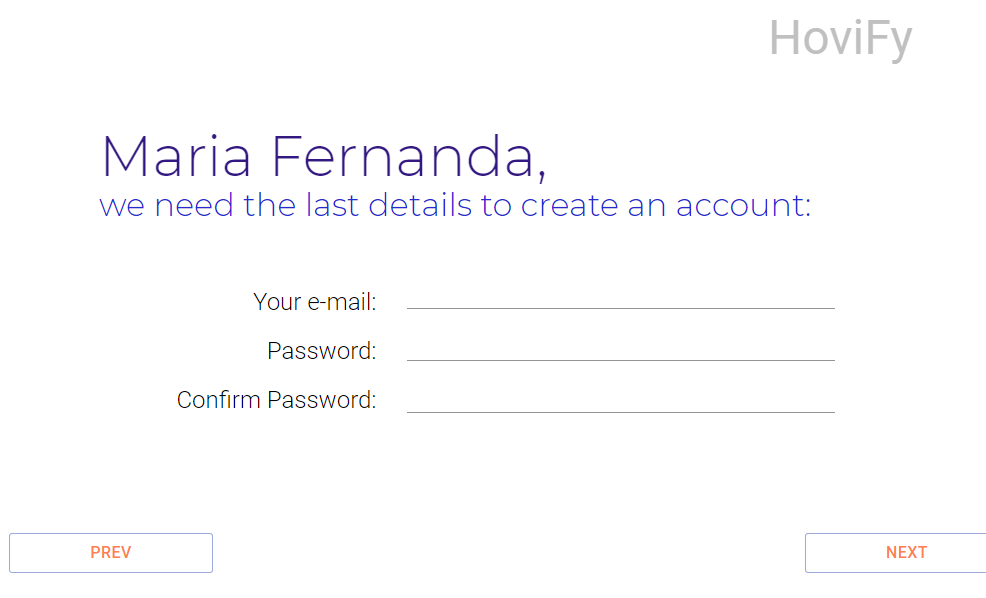 HoviFy
Maria Fernanda,
we need the last details to create an account:
Your e-mail:
Password:
Confirm Password:
PREV
NEXT